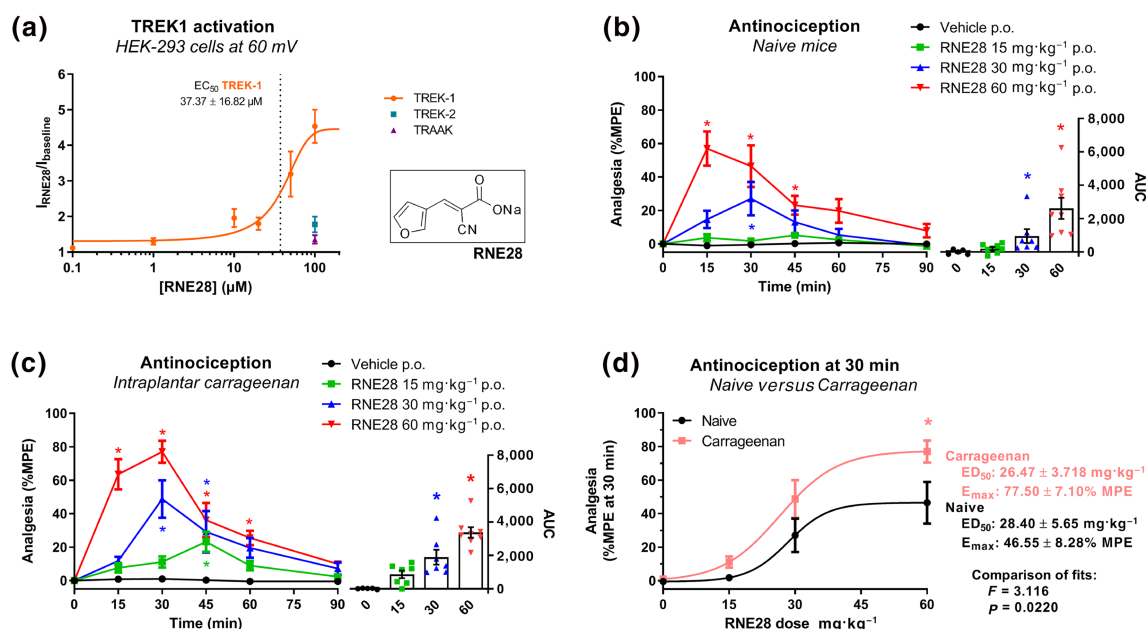 (a)
TREK1 activation
HEK-293 cells at 60 mV
EC50 TREK-1
37.37 ± 16.82 µM
IRNE28/Ibaseline
6
5
4
3
2
1
0.1
1
10
100
[RNE28] (µM)
TREK-1
TREK-2
TRAAK
O
O
ONa
CN
RNE28
(b)
Antinociception
Naive mice
Vehicle p.o.
RNE28 15 mg·kg⁻¹ p.o.
RNE28 30 mg·kg⁻¹ p.o.
RNE28 60 mg·kg⁻¹ p.o.
Analgesia (%MPE)
100
80
60
40
20
0
* * *
*
0 15 30 45 60 75 90
Time (min)
* *
8,000
6,000
4,000
2,000
0
AUC
0 15 30 60
(c)
Antinociception
Intraplantar carrageenan
Vehicle p.o.
RNE28 15 mg·kg⁻¹ p.o.
RNE28 30 mg·kg⁻¹ p.o.
RNE28 60 mg·kg⁻¹ p.o.
Analgesia (%MPE)
100
80
60
40
20
0
* * * * *
* *
0 15 30 45 60 75 90
Time (min)
* *
8,000
6,000
4,000
2,000
0
AUC
0 15 30 60
(d)
Antinociception at 30 min
Naive versus Carrageenan
Naive
Carrageenan
Analgesia
(%MPE at 30 min)
100
80
60
40
20
0
*
0 15 30 45 60
RNE28 dose mg·kg⁻¹
Carrageenan
ED50: 26.47 ± 3.718 mg·kg⁻¹
Emax: 77.50 ± 7.10% MPE
Naive
ED50: 28.40 ± 5.65 mg·kg⁻¹
Emax: 46.55 ± 8.28% MPE
Comparison of fits:
F = 3.116
P = 0.0220